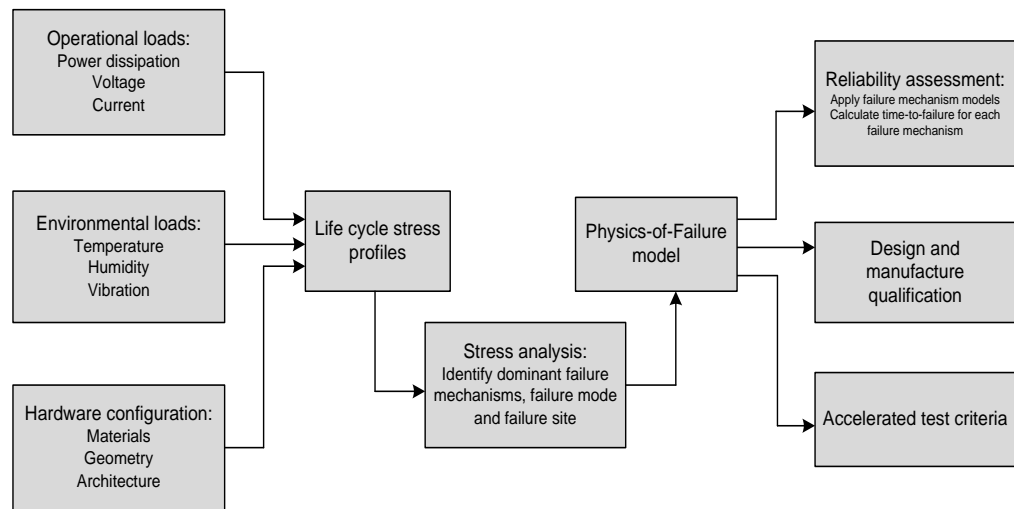 Operational loads:
Power dissipation
Voltage
Current
Environmental loads:
Temperature
Humidity
Vibration
Hardware configuration:
Materials
Geometry
Architecture
Life cycle stress
profiles
Stress analysis:
Identify dominant failure
mechanisms, failure mode
and failure site
Physics-of-Failure
model
Reliability assessment:
Apply failure mechanism models
Calculate time-to-failure for each
failure mechanism
Design and
manufacture
qualification
Accelerated test criteria